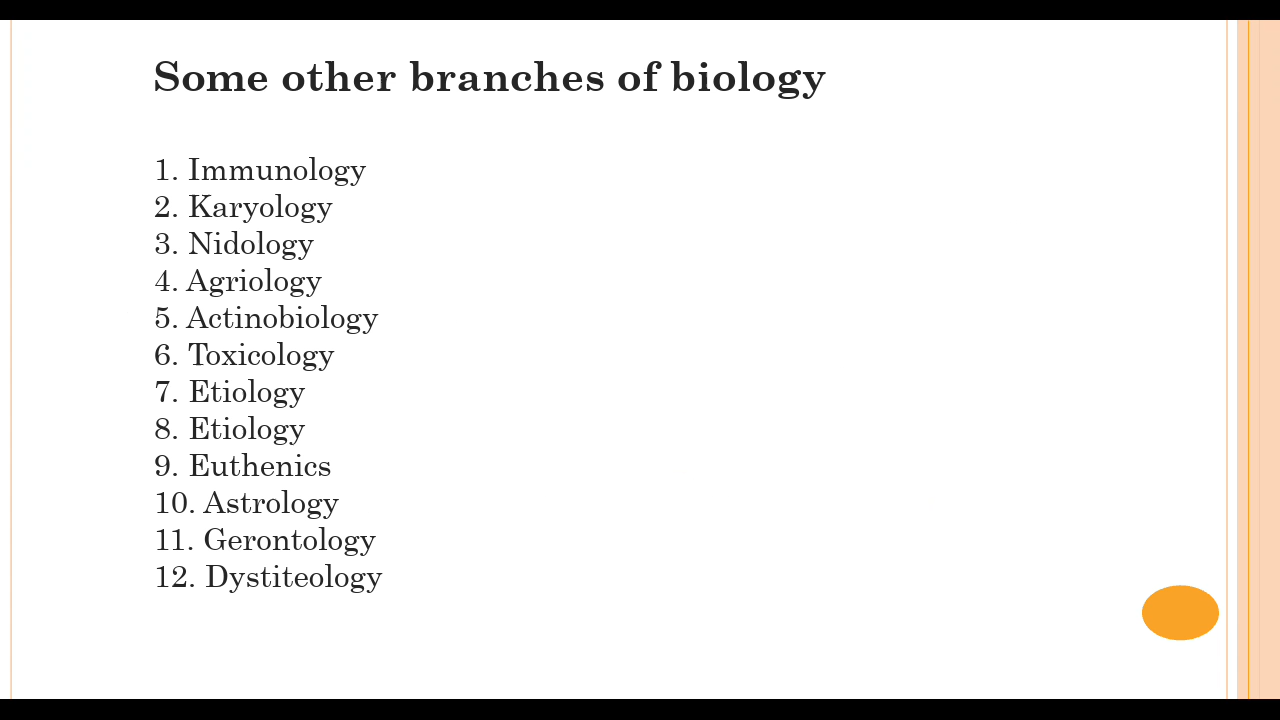 Some other branches of biology
1. Immunology
2. Karyology
3. Nidology
4. Agriology
5. Actinobiology
6. Toxicology
7. Etiology
8. Etiology
9. Euthenics
10. Astrology
11. Gerontology
12. Dystiteology